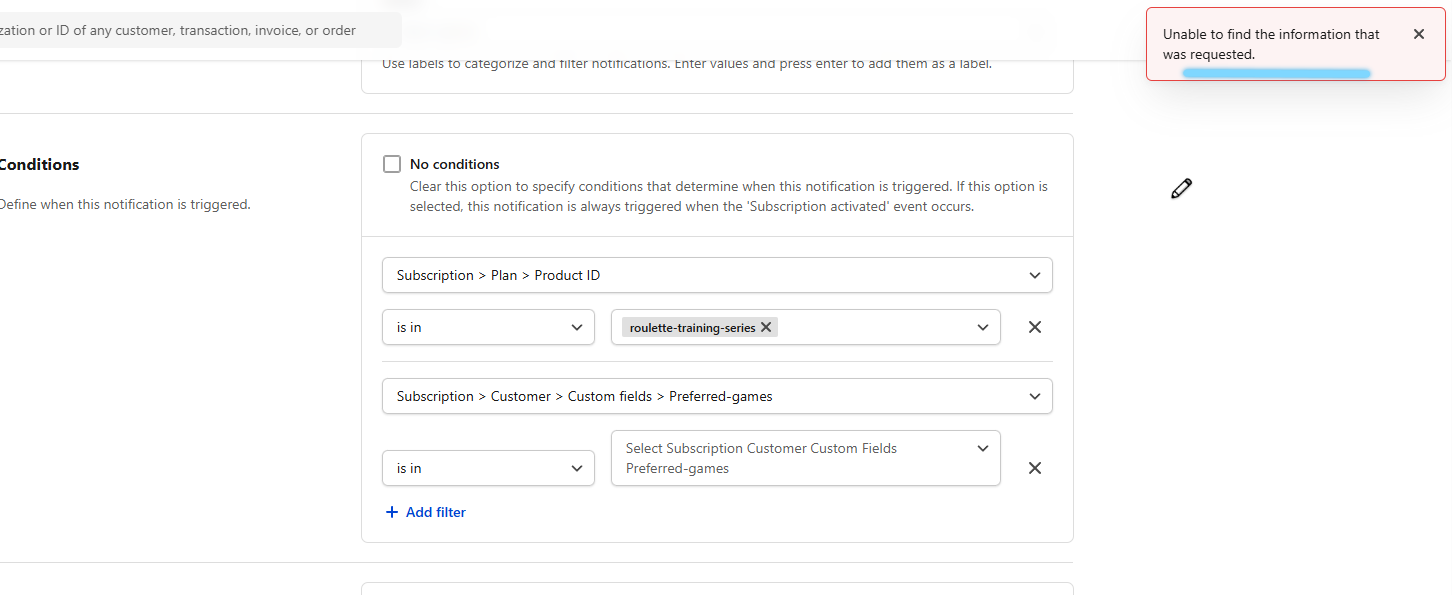 zation or ID of any customer, transaction, invoice, or order
Unable to find the information that
was requested.
Use labels to categorize and filter notifications. Enter values and press enter to add them as a label.
Conditions
Define when this notification is triggered.
No conditions
Clear this option to specify conditions that determine when this notification is triggered. If this option is
selected, this notification is always triggered when the 'Subscription activated' event occurs.
Subscription > Plan > Product ID
is in
roulette-training-series
Subscription > Customer > Custom fields > Preferred-games
is in
Select Subscription Customer Custom Fields
Preferred-games
+ Add filter